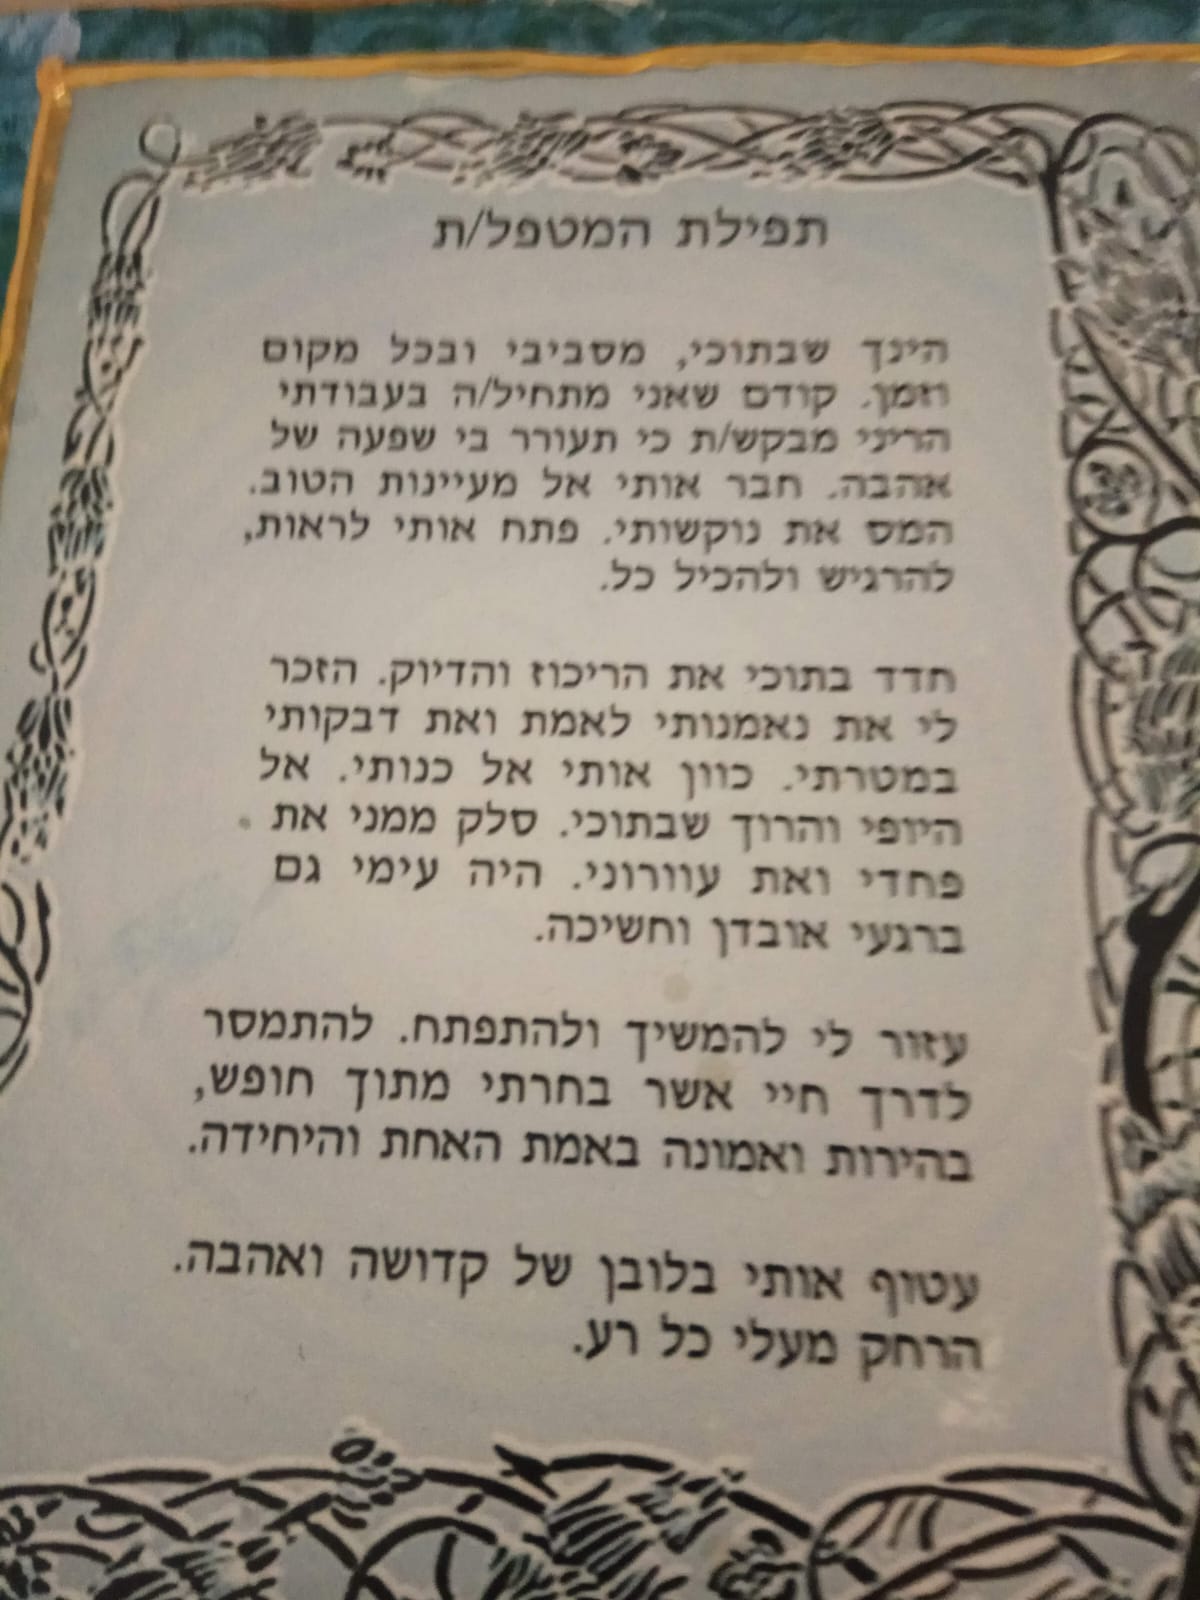 תפילת המטפל/ת
הינך שבתוכי, מסביבי ובכל מקום
וזמן. קודם שאני מתחיל/ה בעבודתי
הריני מבקש/ת כי תעורר בי שפעה של
אהבה. חבר אותי אל מעיינות הטוב.
המס את נוקשותי. פתח אותי לראות,
להרגיש ולהכיל כל.
חדד בתוכי את הריכוז והדיוק. הזכר
לי את נאמנותי לאמת ואת דבקותי
במטרתי. כוון אותי אל כנותי. אל
היופי והרוך שבתוכי. סלק ממני את
פחדי ואת עוורוני. היה עימי גם
ברגעי אובדן וחשיכה.
עזור לי להמשיך ולהתפתח. להתמסר
לדרך חיי אשר בחרתי מתוך חופש,
בהירות ואמונה באמת האחת והיחידה.
עטוף אותי בלובן של קדושה ואהבה.
הרחק מעלי כל רע.